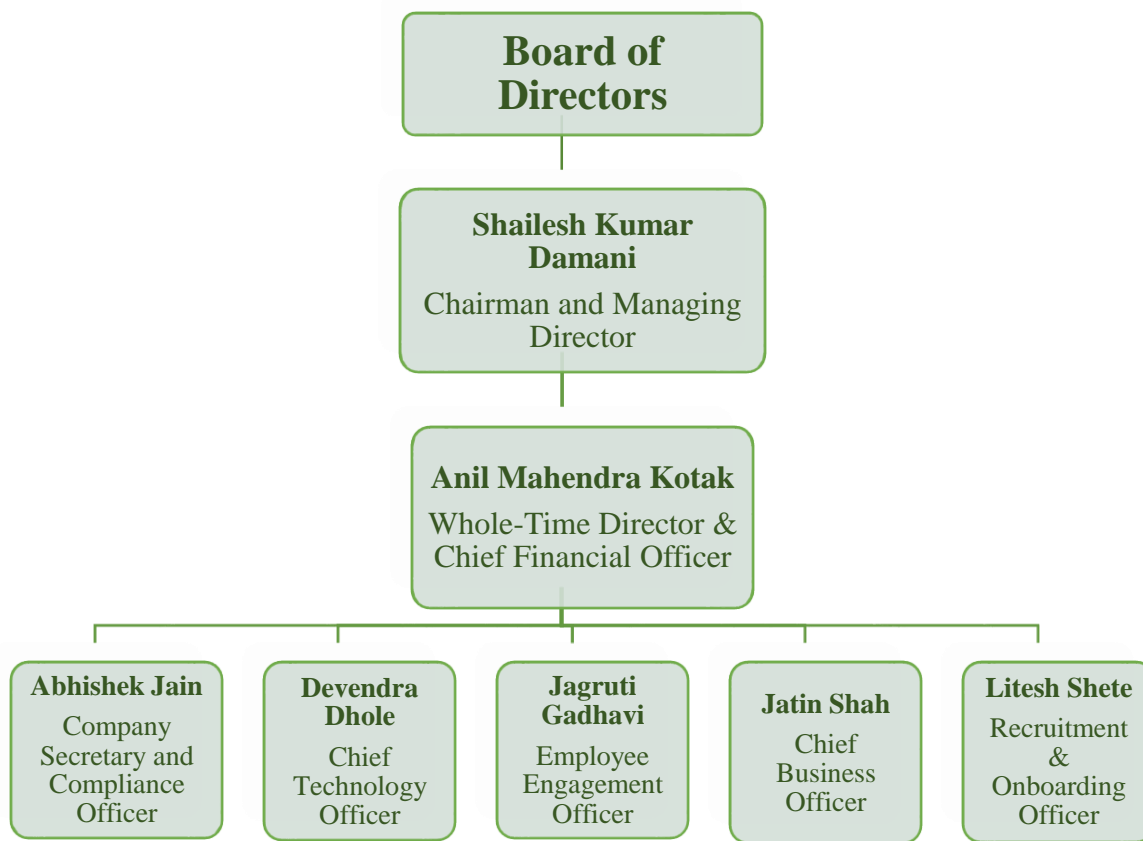 Board of
Directors
Shailesh Kumar
Damani
Chairman and Managing
Director
Anil Mahendra Kotak
Whole-Time Director &
Chief Financial Officer
Abhishek Jain
Company
Secretary and
Compliance
Officer
Devendra
Dhole
Chief
Technology
Officer
Jagruti
Gadhavi
Employee
Engagement
Officer
Jatin Shah
Chief
Business
Officer
Litesh Shete
Recruitment
&
Onboarding
Officer